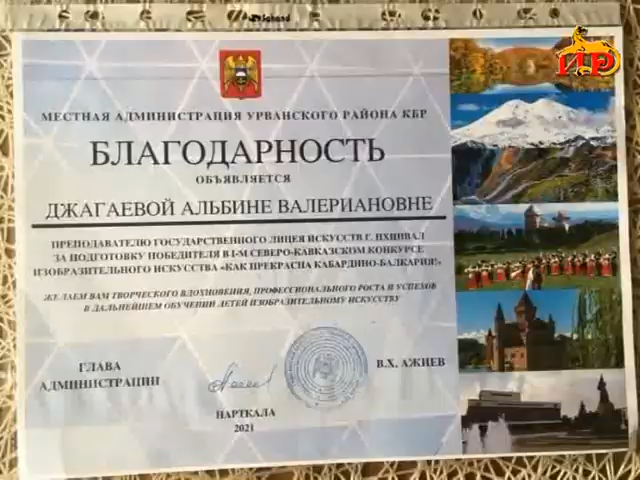 Sahand
ИР
МЕСТНАЯ АДМИНИСТРАЦИЯ УРВАНСКОГО РАЙОНА КБР
БЛАГОДАРНОСТЬ
ОБЪЯВЛЯЕТСЯ
ДЖАГАЕВОЙ АЛЬБИНЕ ВАЛЕРИАНОВНЕ
ПРЕПОДАВАТЕЛЮ ГОСУДАРСТВЕННОГО ЛИЦЕЯ ИСКУССТВ Г. ЦХИНВАЛ
ЗА ПОДГОТОВКУ ПОБЕДИТЕЛЯ В I-М СЕВЕРО-КАВКАЗСКОМ КОНКУРСЕ
ИЗОБРАЗИТЕЛЬНОГО ИСКУССТВА «КАК ПРЕКРАСНА КАБАРДИНО-БАЛКАРИЯ!»
ЖЕЛАЕМ ВАМ ТВОРЧЕСКОГО ВДОХНОВЕНИЯ, ПРОФЕССИОНАЛЬНОГО РОСТА И УСПЕХОВ
В ДАЛЬНЕЙШЕМ ОБУЧЕНИИ ДЕТЕЙ ИЗОБРАЗИТЕЛЬНОМУ ИСКУССТВУ
ГЛАВА
АДМИНИСТРАЦИИ
В.Х. АЖИЕВ
НАРТКАЛА
2021